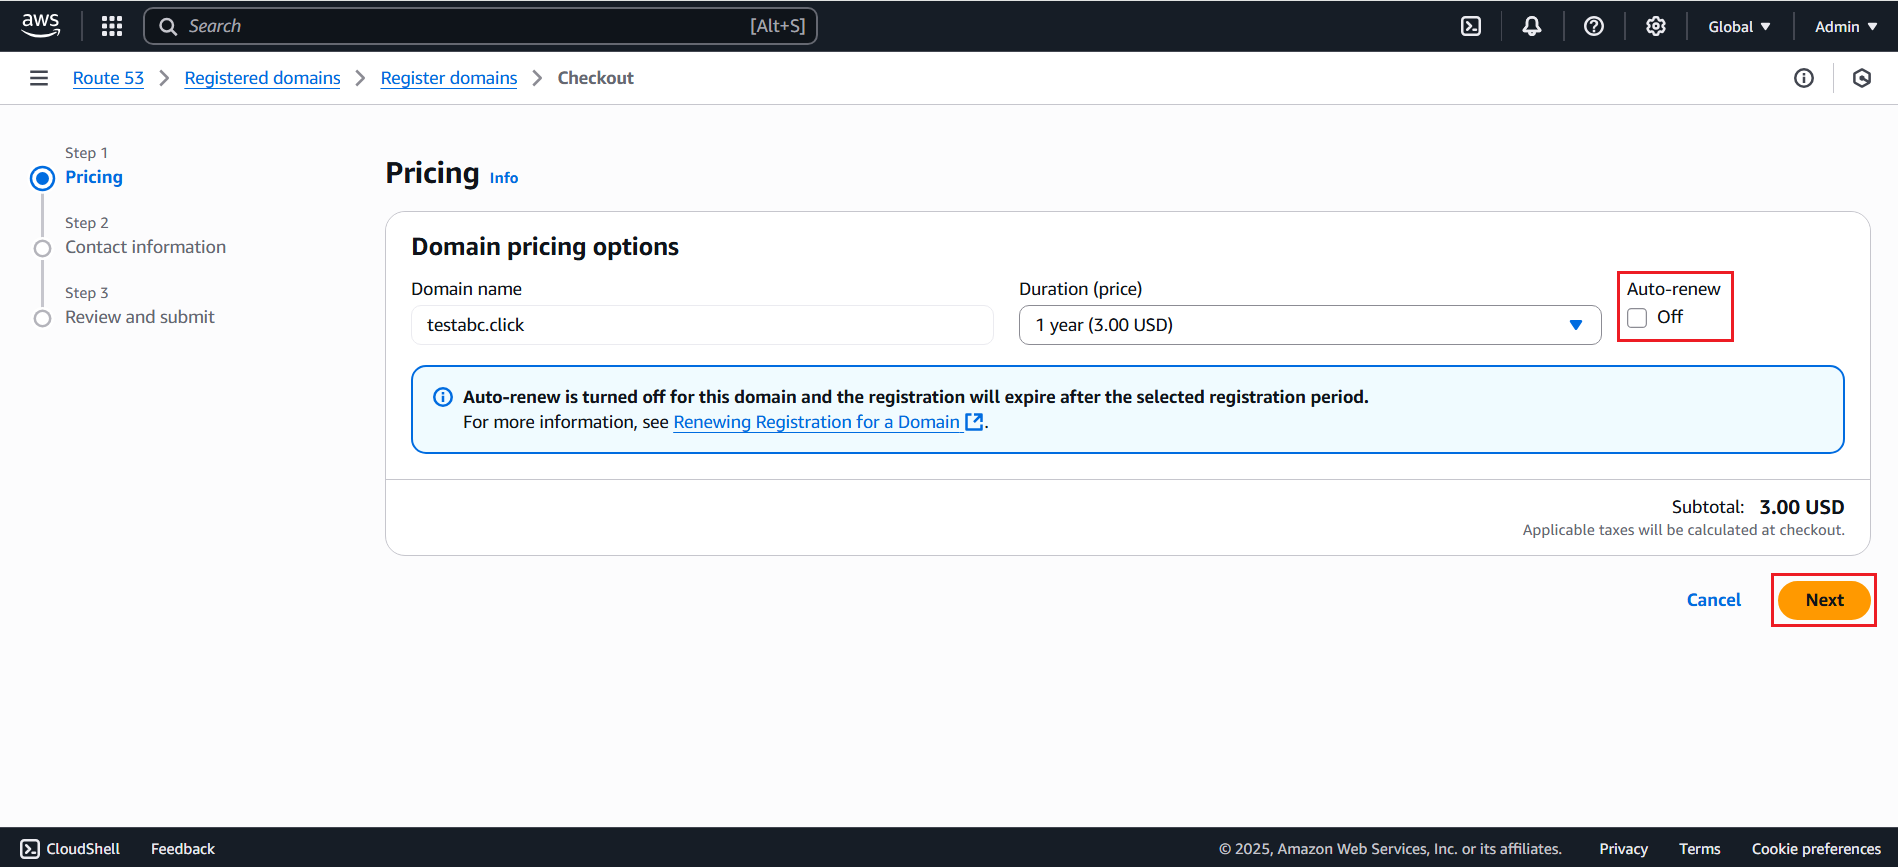 aws
Search [Alt+S]
Global Admin
Route 53 Registered domains Register domains Checkout
Step 1
Pricing
Step 2
Contact information
Step 3
Review and submit
Pricing Info
Domain pricing options
Domain name
testabc.click
Duration (price)
1 year (3.00 USD)
Auto-renew
Off
Auto-renew is turned off for this domain and the registration will expire after the selected registration period.
For more information, see Renewing Registration for a Domain.
Subtotal: 3.00 USD
Applicable taxes will be calculated at checkout.
Cancel Next
CloudShell Feedback © 2025, Amazon Web Services, Inc. or its affiliates. Privacy Terms Cookie preferences